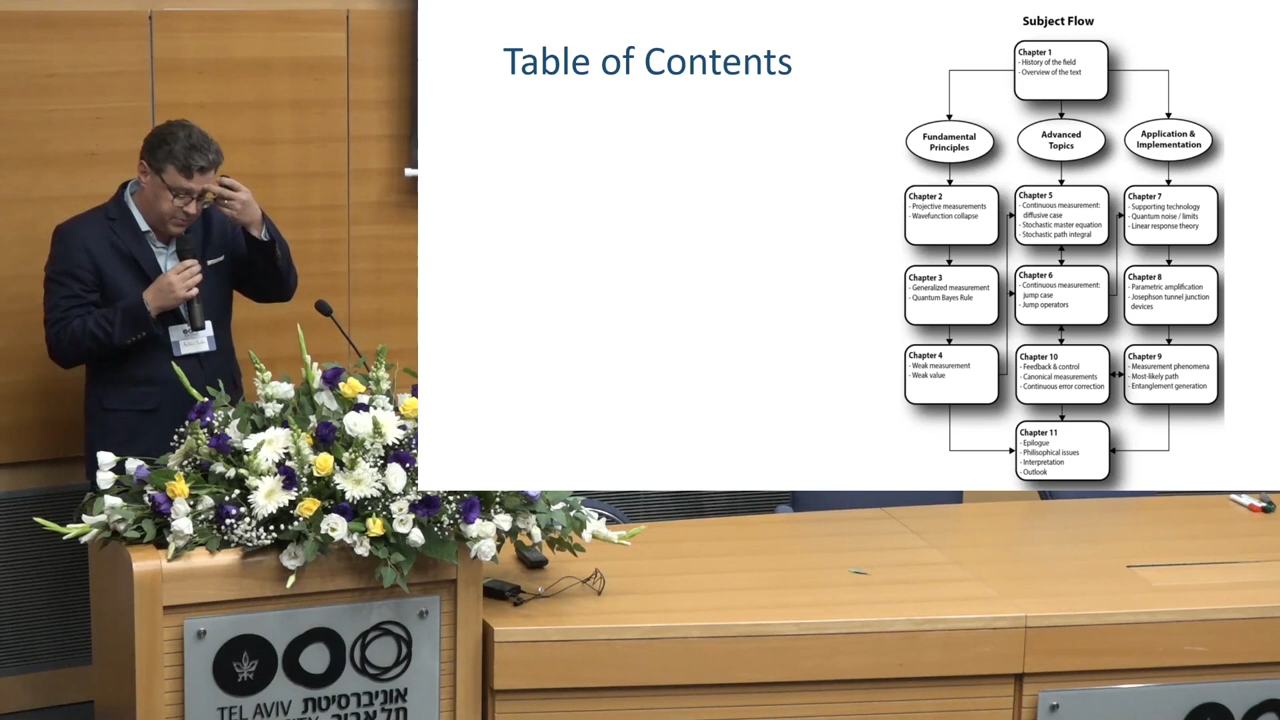 Table of Contents
Subject Flow
Chapter 1
- History of the field
- Overview of the text
Fundamental
Principles
Advanced
Topics
Application &
Implementation
Chapter 2
- Projective measurements
- Wavefunction collapse
Chapter 5
- Continuous measurement:
diffusive case
- Stochastic master equation
- Stochastic path integral
Chapter 7
- Supporting technology
- Quantum noise / limits
- Linear response theory
Chapter 3
- Generalized measurement
- Quantum Bayes Rule
Chapter 6
- Continuous measurement:
jump case
- Jump operators
Chapter 8
- Parametric amplification
- Josephson tunnel junction
devices
Chapter 4
- Weak measurement
- Weak value
Chapter 10
- Feedback & control
- Canonical measurements
- Continuous error correction
Chapter 9
- Measurement phenomena
- Most-likely path
- Entanglement generation
Chapter 11
- Epilogue
- Philisophical issues
- Interpretation
- Outlook
TEL AVIV אוניברסיטת